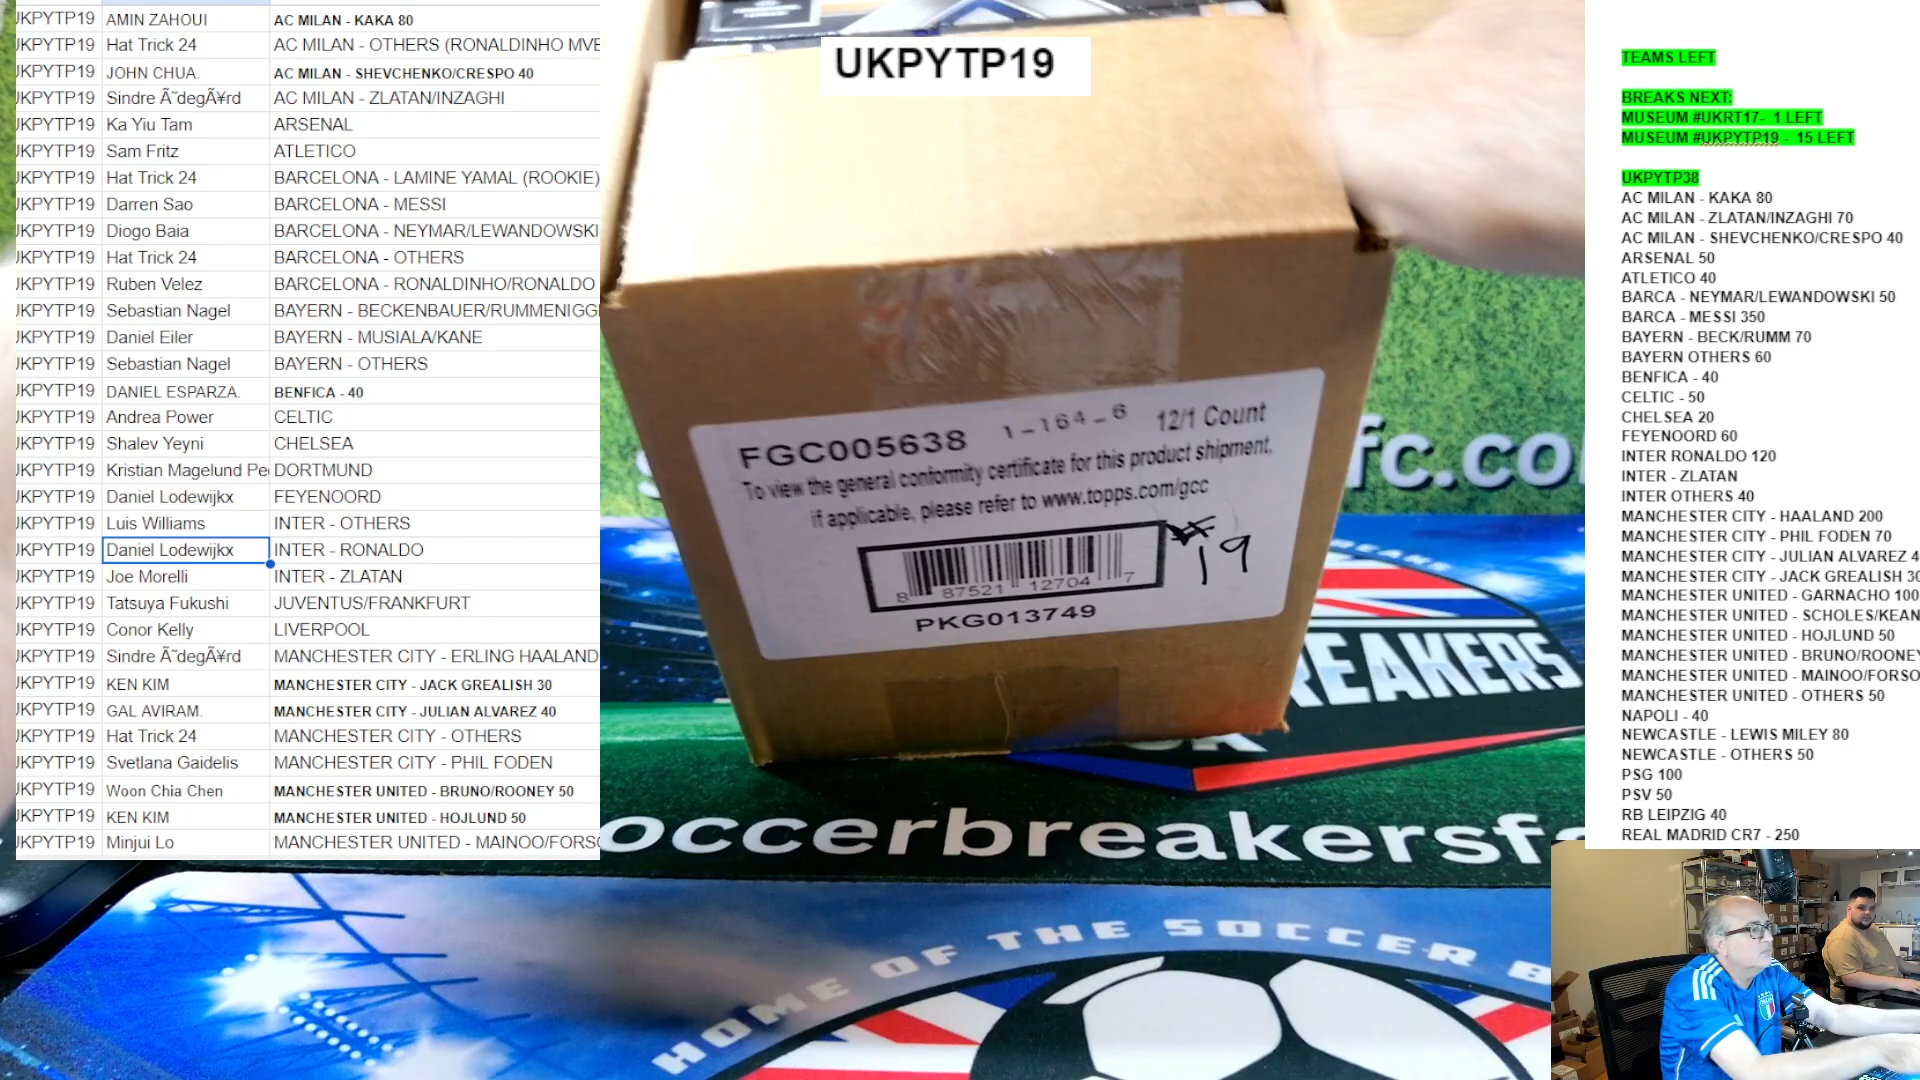 JKPYTP19 AMIN ZAHOUI AC MILAN - KAKA 80
JKPYTP19 Hat Trick 24 AC MILAN - OTHERS (RONALDINHO MVE
JKPYTP19 JOHN CHUA. AC MILAN - SHEVCHENKO/CRESPO 40
JKPYTP19 Sindre Ã˜degÃ¥rd AC MILAN - ZLATAN/INZAGHI
JKPYTP19 Ka Yiu Tam ARSENAL
JKPYTP19 Sam Fritz ATLETICO
JKPYTP19 Hat Trick 24 BARCELONA - LAMINE YAMAL (ROOKIE)
JKPYTP19 Darren Sao BARCELONA - MESSI
JKPYTP19 Diogo Baia BARCELONA - NEYMAR/LEWANDOWSKI
JKPYTP19 Hat Trick 24 BARCELONA - OTHERS
JKPYTP19 Ruben Velez BARCELONA - RONALDINHO/RONALDO
JKPYTP19 Sebastian Nagel BAYERN - BECKENBAUER/RUMMENIGG
JKPYTP19 Daniel Eiler BAYERN - MUSIALA/KANE
JKPYTP19 Sebastian Nagel BAYERN - OTHERS
JKPYTP19 DANIEL ESPARZA. BENFICA - 40
JKPYTP19 Andrea Power CELTIC
JKPYTP19 Shalev Yeyni CHELSEA
JKPYTP19 Kristian Magelund Pe DORTMUND
JKPYTP19 Daniel Lodewijkx FEYENOORD
JKPYTP19 Luis Williams INTER - OTHERS
JKPYTP19 Daniel Lodewijkx INTER - RONALDO
JKPYTP19 Joe Morelli INTER - ZLATAN
JKPYTP19 Tatsuya Fukushi JUVENTUS/FRANKFURT
JKPYTP19 Conor Kelly LIVERPOOL
JKPYTP19 Sindre Ã˜degÃ¥rd MANCHESTER CITY - ERLING HAALAND
JKPYTP19 KEN KIM MANCHESTER CITY - JACK GREALISH 30
JKPYTP19 GAL AVIRAM. MANCHESTER CITY - JULIAN ALVAREZ 40
JKPYTP19 Hat Trick 24 MANCHESTER CITY - OTHERS
JKPYTP19 Svetlana Gaidelis MANCHESTER CITY - PHIL FODEN
JKPYTP19 Woon Chia Chen MANCHESTER UNITED - BRUNO/ROONEY 50
JKPYTP19 KEN KIM MANCHESTER UNITED - HOJLUND 50
JKPYTP19 Minjui Lo MANCHESTER UNITED - MAINOO/FORSO
UKPYTP19
FGC005638 1-164-6 12/1 Count
To view the general conformity certificate for this product shipment,
if applicable, please refer to www.topps.com/gcc
8 87521 12704 7
19
PKG013749
fc.co
REAKERS
UK
soccerbreakersf
HOME OF THE SOCCER B
TEAMS LEFT
BREAKS NEXT:
MUSEUM #UKRT17- 1 LEFT
MUSEUM #UKPYTP19 - 15 LEFT
UKPYTP38
AC MILAN - KAKA 80
AC MILAN - ZLATAN/INZAGHI 70
AC MILAN - SHEVCHENKO/CRESPO 40
ARSENAL 50
ATLETICO 40
BARCA - NEYMAR/LEWANDOWSKI 50
BARCA - MESSI 350
BAYERN - BECK/RUMM 70
BAYERN OTHERS 60
BENFICA - 40
CELTIC - 50
CHELSEA 20
FEYENOORD 60
INTER RONALDO 120
INTER - ZLATAN
INTER OTHERS 40
MANCHESTER CITY - HAALAND 200
MANCHESTER CITY - PHIL FODEN 70
MANCHESTER CITY - JULIAN ALVAREZ 4
MANCHESTER CITY - JACK GREALISH 30
MANCHESTER UNITED - GARNACHO 100
MANCHESTER UNITED - SCHOLES/KEAN
MANCHESTER UNITED - HOJLUND 50
MANCHESTER UNITED - BRUNO/ROONEY
MANCHESTER UNITED - MAINOO/FORSO
MANCHESTER UNITED - OTHERS 50
NAPOLI - 40
NEWCASTLE - LEWIS MILEY 80
NEWCASTLE - OTHERS 50
PSG 100
PSV 50
RB LEIPZIG 40
REAL MADRID CR7 - 250